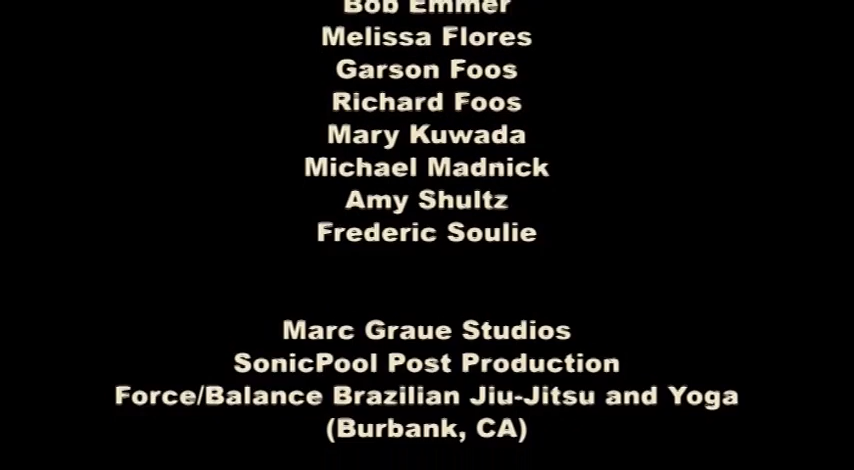 Bob Emmer
Melissa Flores
Garson Foos
Richard Foos
Mary Kuwada
Michael Madnick
Amy Shultz
Frederic Soulie
Marc Graue Studios
SonicPool Post Production
Force/Balance Brazilian Jiu-Jitsu and Yoga
(Burbank, CA)